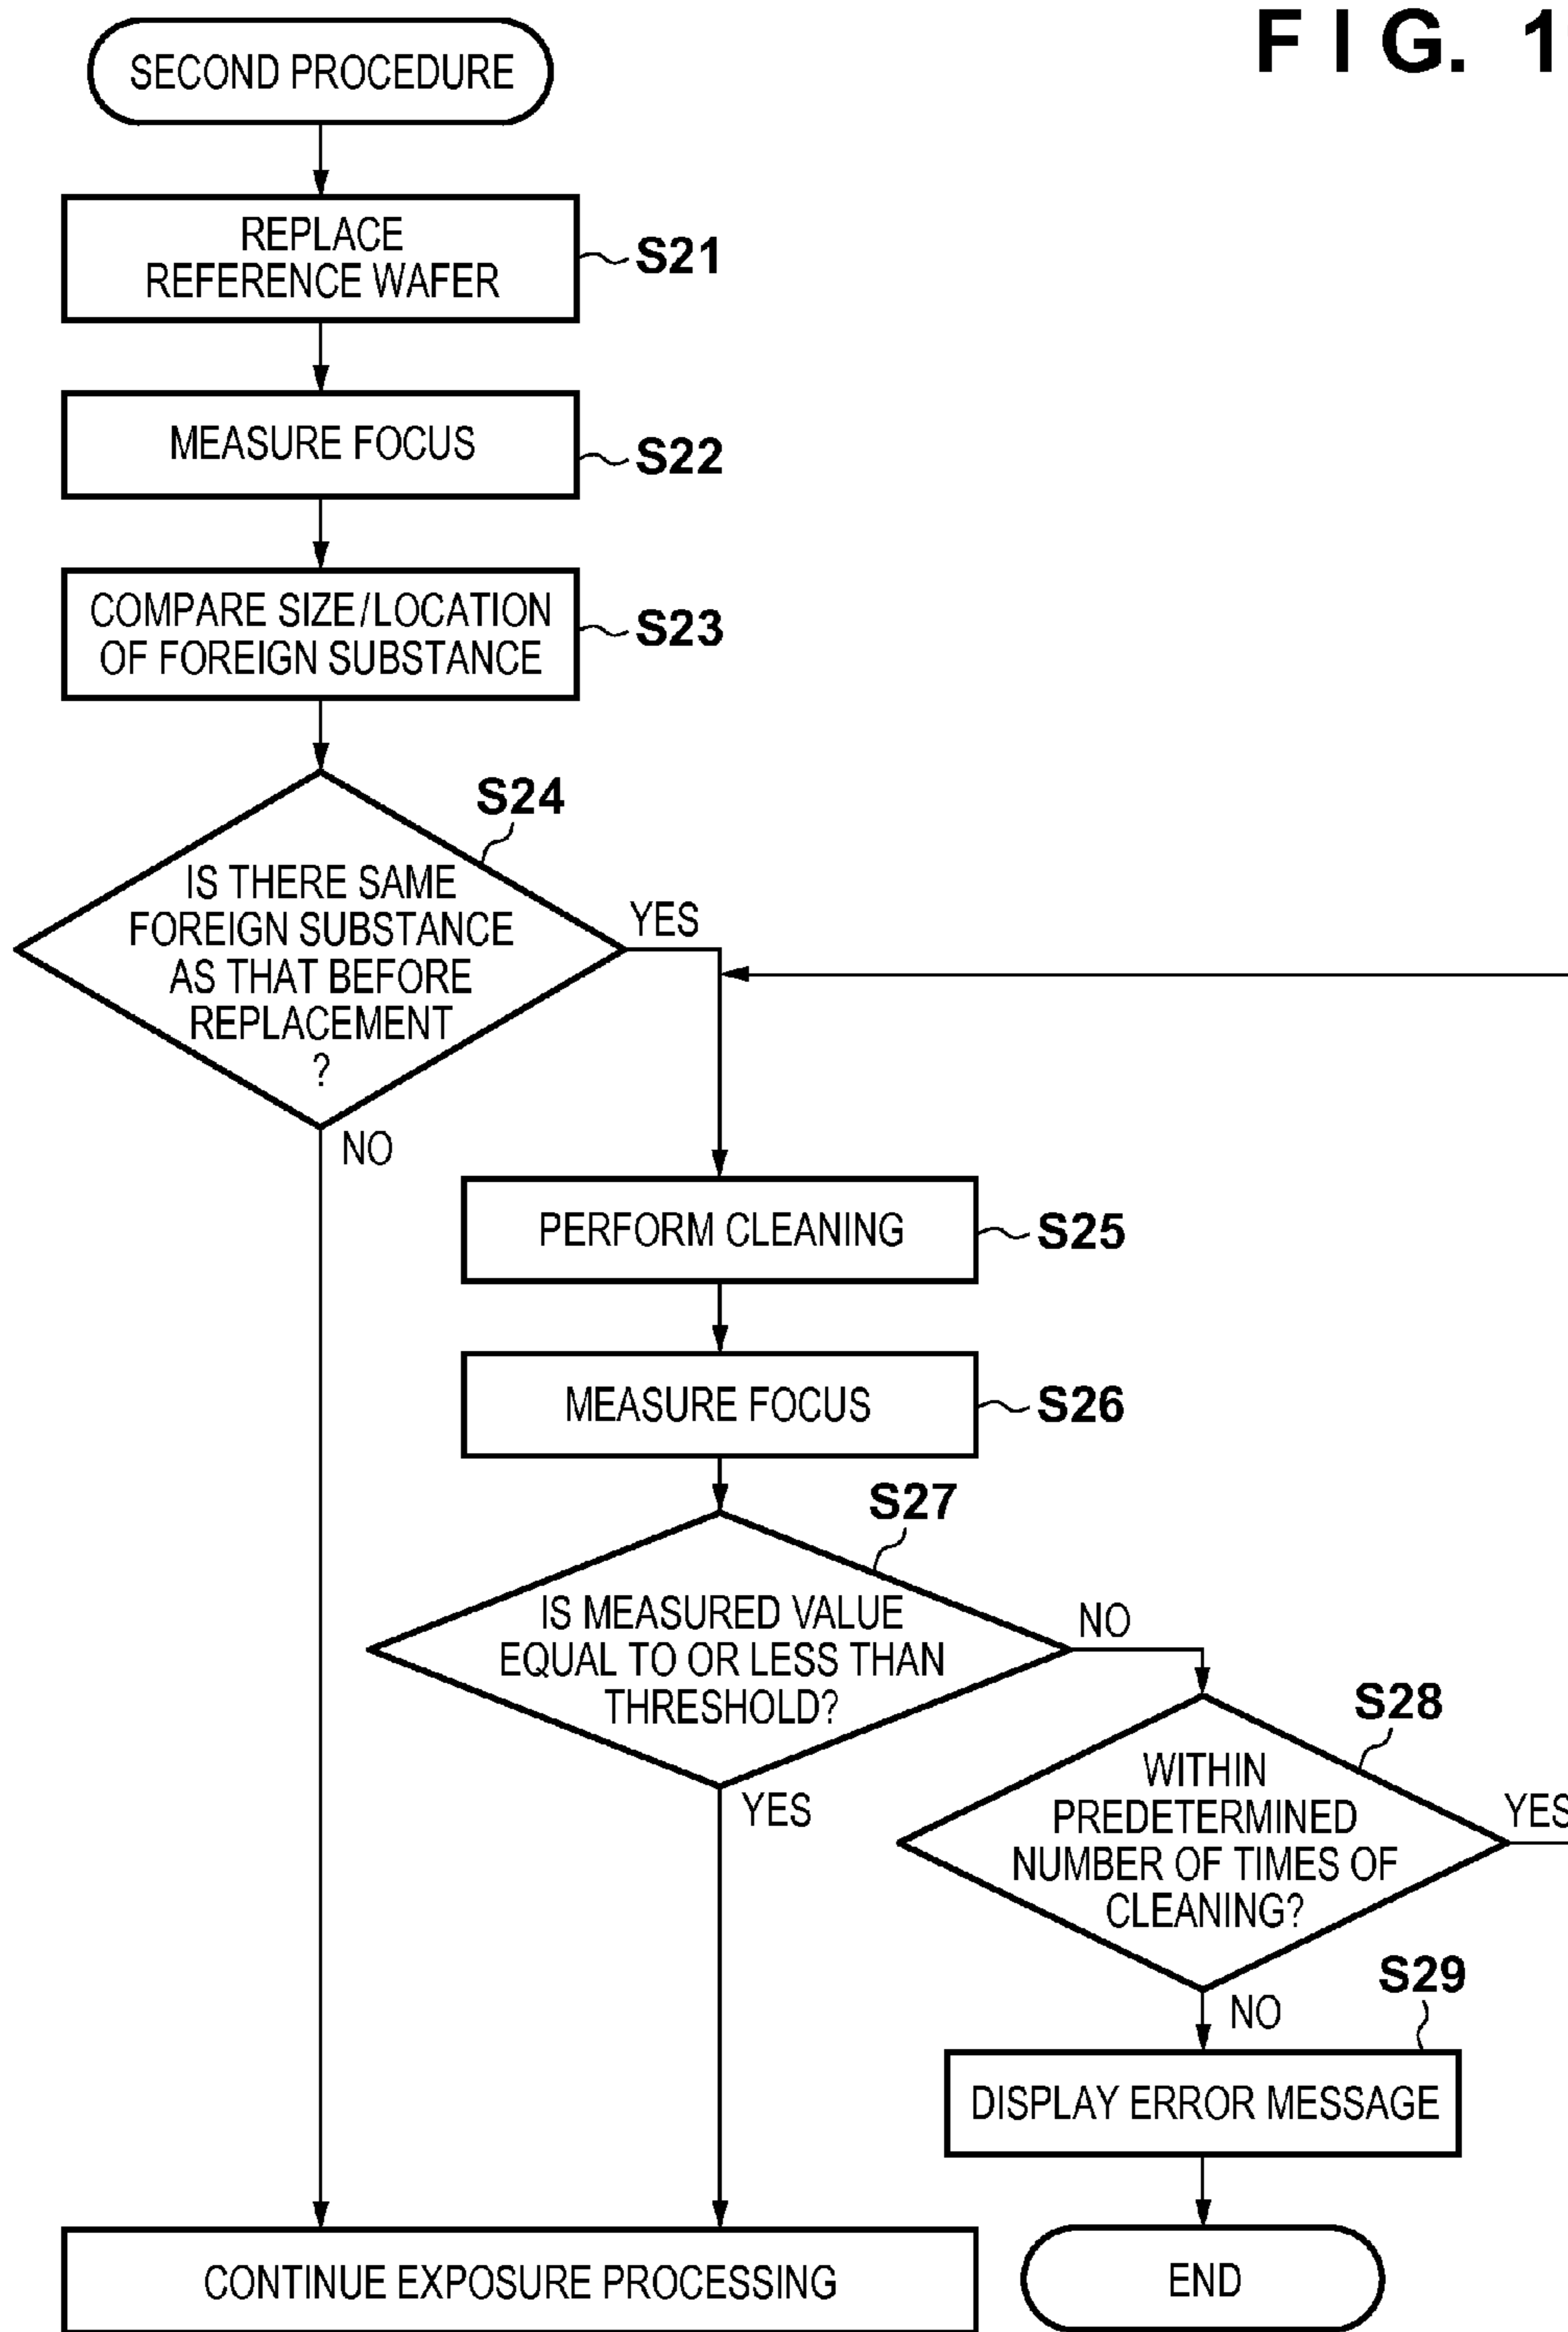 FIG. 1
SECOND PROCEDURE
REPLACE
REFERENCE WAFER
S21
MEASURE FOCUS
S22
COMPARE SIZE/LOCATION
OF FOREIGN SUBSTANCE
S23
S24
IS THERE SAME
FOREIGN SUBSTANCE
AS THAT BEFORE
REPLACEMENT
?
YES
NO
PERFORM CLEANING
S25
MEASURE FOCUS
S26
S27
IS MEASURED VALUE
EQUAL TO OR LESS THAN
THRESHOLD?
NO
YES
S28
WITHIN
PREDETERMINED
NUMBER OF TIMES OF
CLEANING?
YES
NO
S29
DISPLAY ERROR MESSAGE
CONTINUE EXPOSURE PROCESSING
END